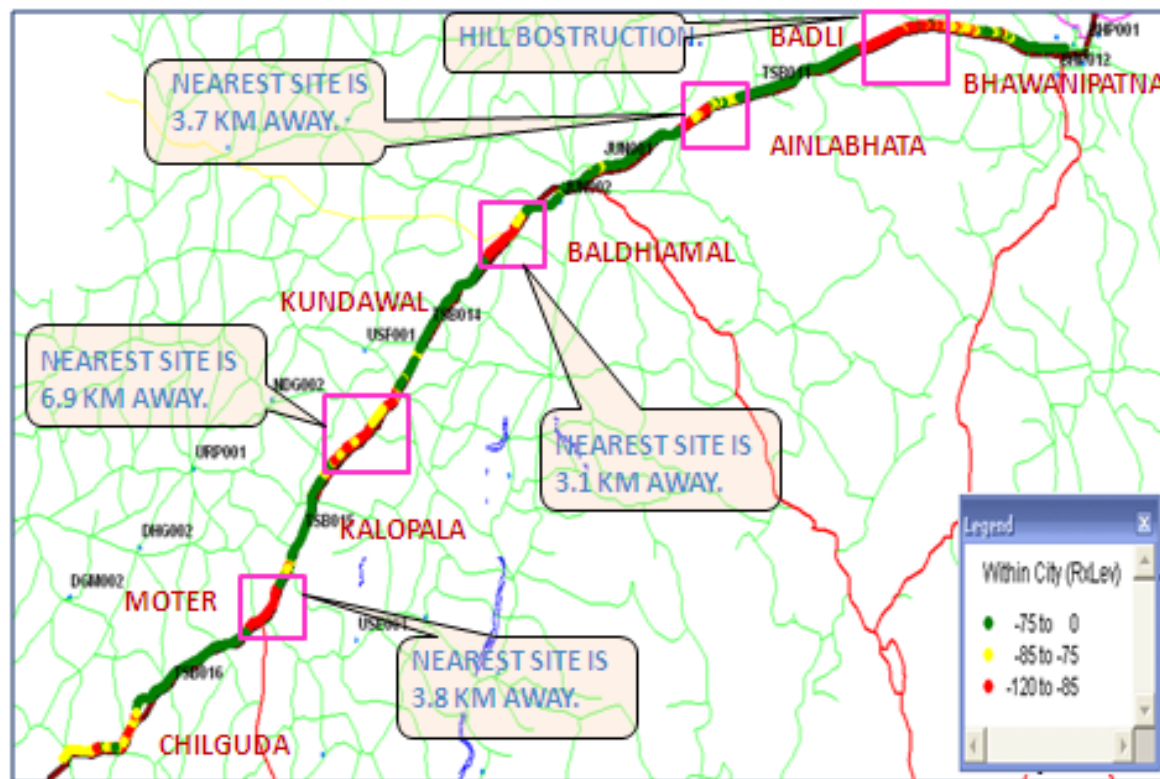 HILL BOSTRUCTION.
BADLI
BHAWANIPATNA
NEAREST SITE IS
3.7 KM AWAY.
TSB011
AINLABHATA
JUN001
BALDHIAMAL
KUNDAWAL
TSB014
USF001
NEAREST SITE IS
6.9 KM AWAY.
NDG002
NEAREST SITE IS
3.1 KM AWAY.
URP001
TSB015
KALOPALA
DHG002
DGM002
MOTER
NEAREST SITE IS
3.8 KM AWAY.
TSB016
CHILGUDA
Legend
Within City (RxLev)
-75 to 0
-85 to -75
-120 to -85